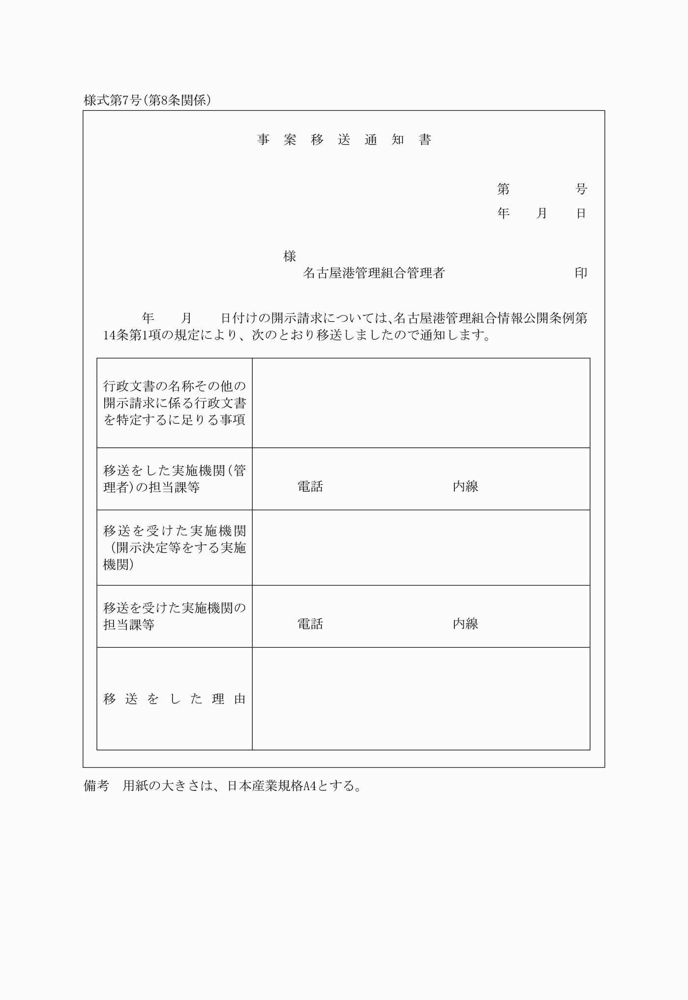 様式第7号(第8条関係)
事案移送通知書
第　　　　　号
年　　月　　日
様
名古屋港管理組合管理者　　　　　　　　　　印
年　　月　　日付けの開示請求については、名古屋港管理組合情報公開条例第
14条第1項の規定により、次のとおり移送しましたので通知します。
行政文書の名称その他の
開示請求に係る行政文書
を特定するに足りる事項
移送をした実施機関(管
理者)の担当課等
電話　　　　　　　　　　内線
移送を受けた実施機関
(開示決定等をする実施
機関)
移送を受けた実施機関の
担当課等
電話　　　　　　　　　　内線
移送をした理由
備考　用紙の大きさは、日本産業規格A4とする。